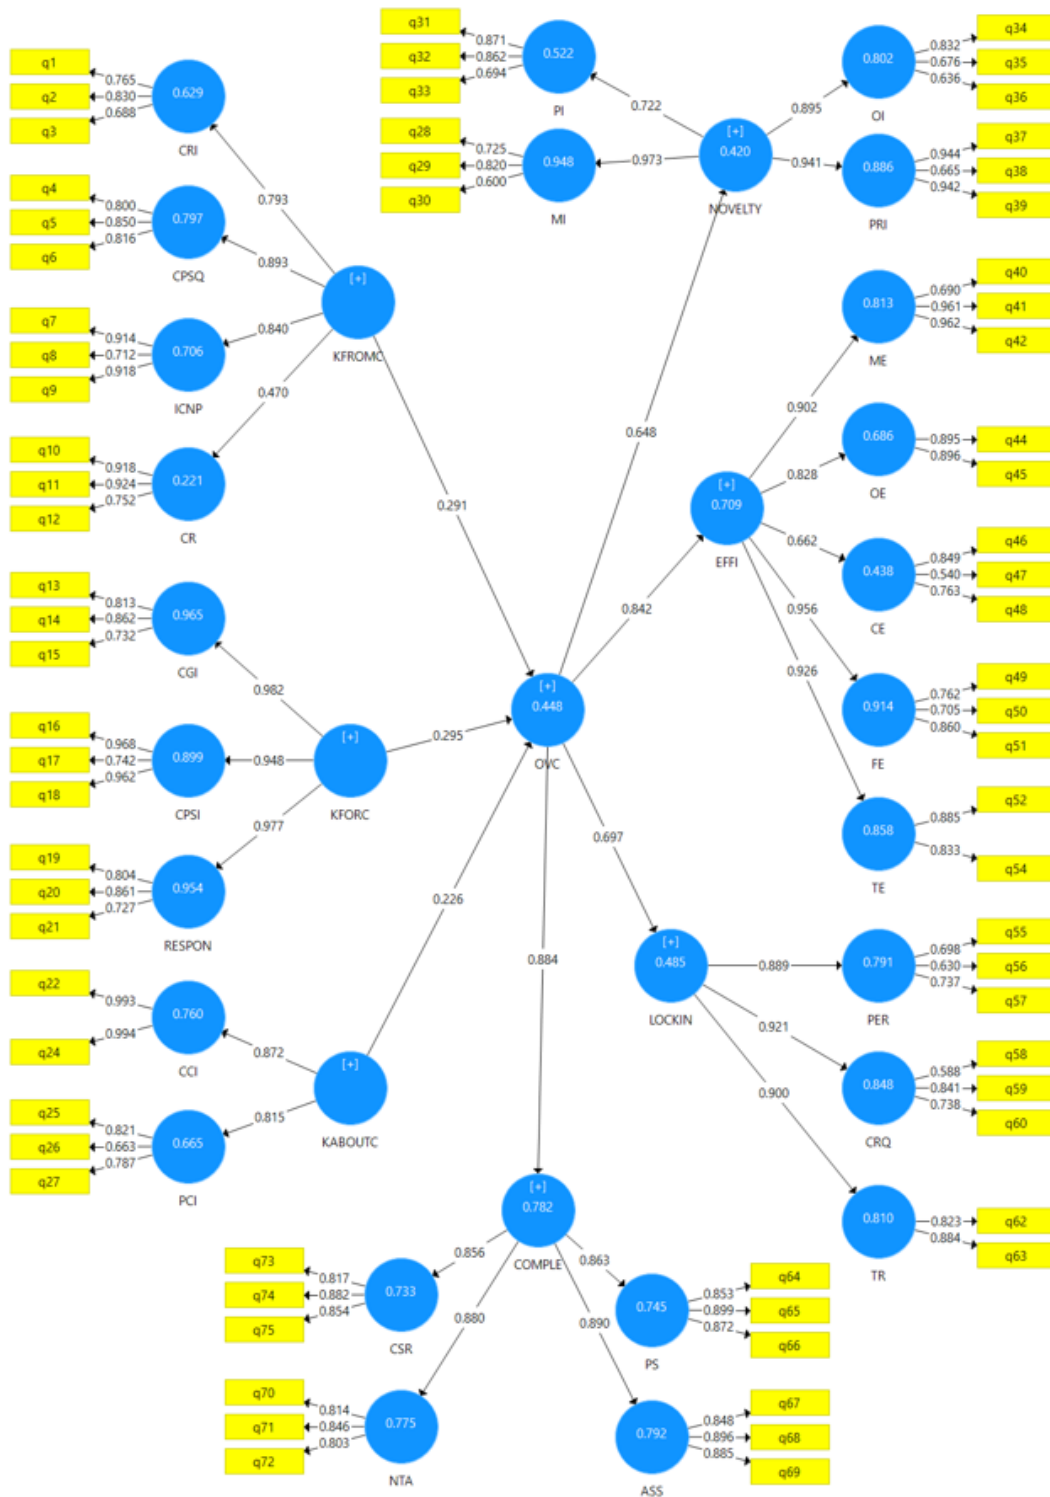 q31
0.871
q32
0.862
0.522
q33
0.694
PI
q34
0.832
0.802
0.676
q35
0.636
q36
OI
q1
0.765
q2
0.830
0.629
q3
0.688
CRI
0.722
0.895
q28
0.725
q29
0.820
0.948
q30
0.600
MI
0.973
[+]
0.420
NOVELTY
0.941
q37
0.944
0.886
0.665
q38
0.942
q39
PRI
0.793
q4
0.800
q5
0.850
0.797
q6
0.816
CPSQ
0.893
[+]
KFROMC
q7
0.914
q8
0.712
0.706
q9
0.918
ICNP
0.840
0.470
q10
0.918
q11
0.924
0.221
q12
0.752
CR
0.291
0.648
q40
0.690
0.813
0.961
q41
0.962
q42
ME
0.902
0.686
0.895
q44
0.896
q45
OE
0.828
[+]
0.709
EFFI
0.662
q46
0.849
0.438
0.540
q47
0.763
q48
CE
0.842
0.956
0.926
q13
0.813
q14
0.862
0.965
q15
0.732
CGI
0.982
[+]
0.448
OVC
q49
0.762
0.914
0.705
q50
0.860
q51
FE
q16
0.968
q17
0.742
0.899
q18
0.962
CPSI
0.948
[+]
KFORC
0.295
0.977
q52
0.885
0.858
0.833
q54
TE
q19
0.804
q20
0.861
0.954
q21
0.727
RESPON
0.226
0.697
0.884
[+]
0.485
LOCKIN
0.889
q55
0.698
0.791
0.630
q56
0.737
q57
PER
q22
0.993
0.760
q24
0.994
CCI
0.872
[+]
KABOUTC
0.921
0.900
q58
0.588
0.848
0.841
q59
0.738
q60
CRQ
q25
0.821
q26
0.663
0.665
q27
0.787
PCI
0.815
[+]
0.782
COMPLE
0.810
0.823
q62
0.884
q63
TR
q73
0.817
q74
0.882
0.733
q75
0.854
CSR
0.856
0.863
q64
0.853
0.745
0.899
q65
0.872
q66
PS
0.880
0.890
q70
0.814
q71
0.846
0.775
q72
0.803
NTA
q67
0.848
0.792
0.896
q68
0.885
q69
ASS